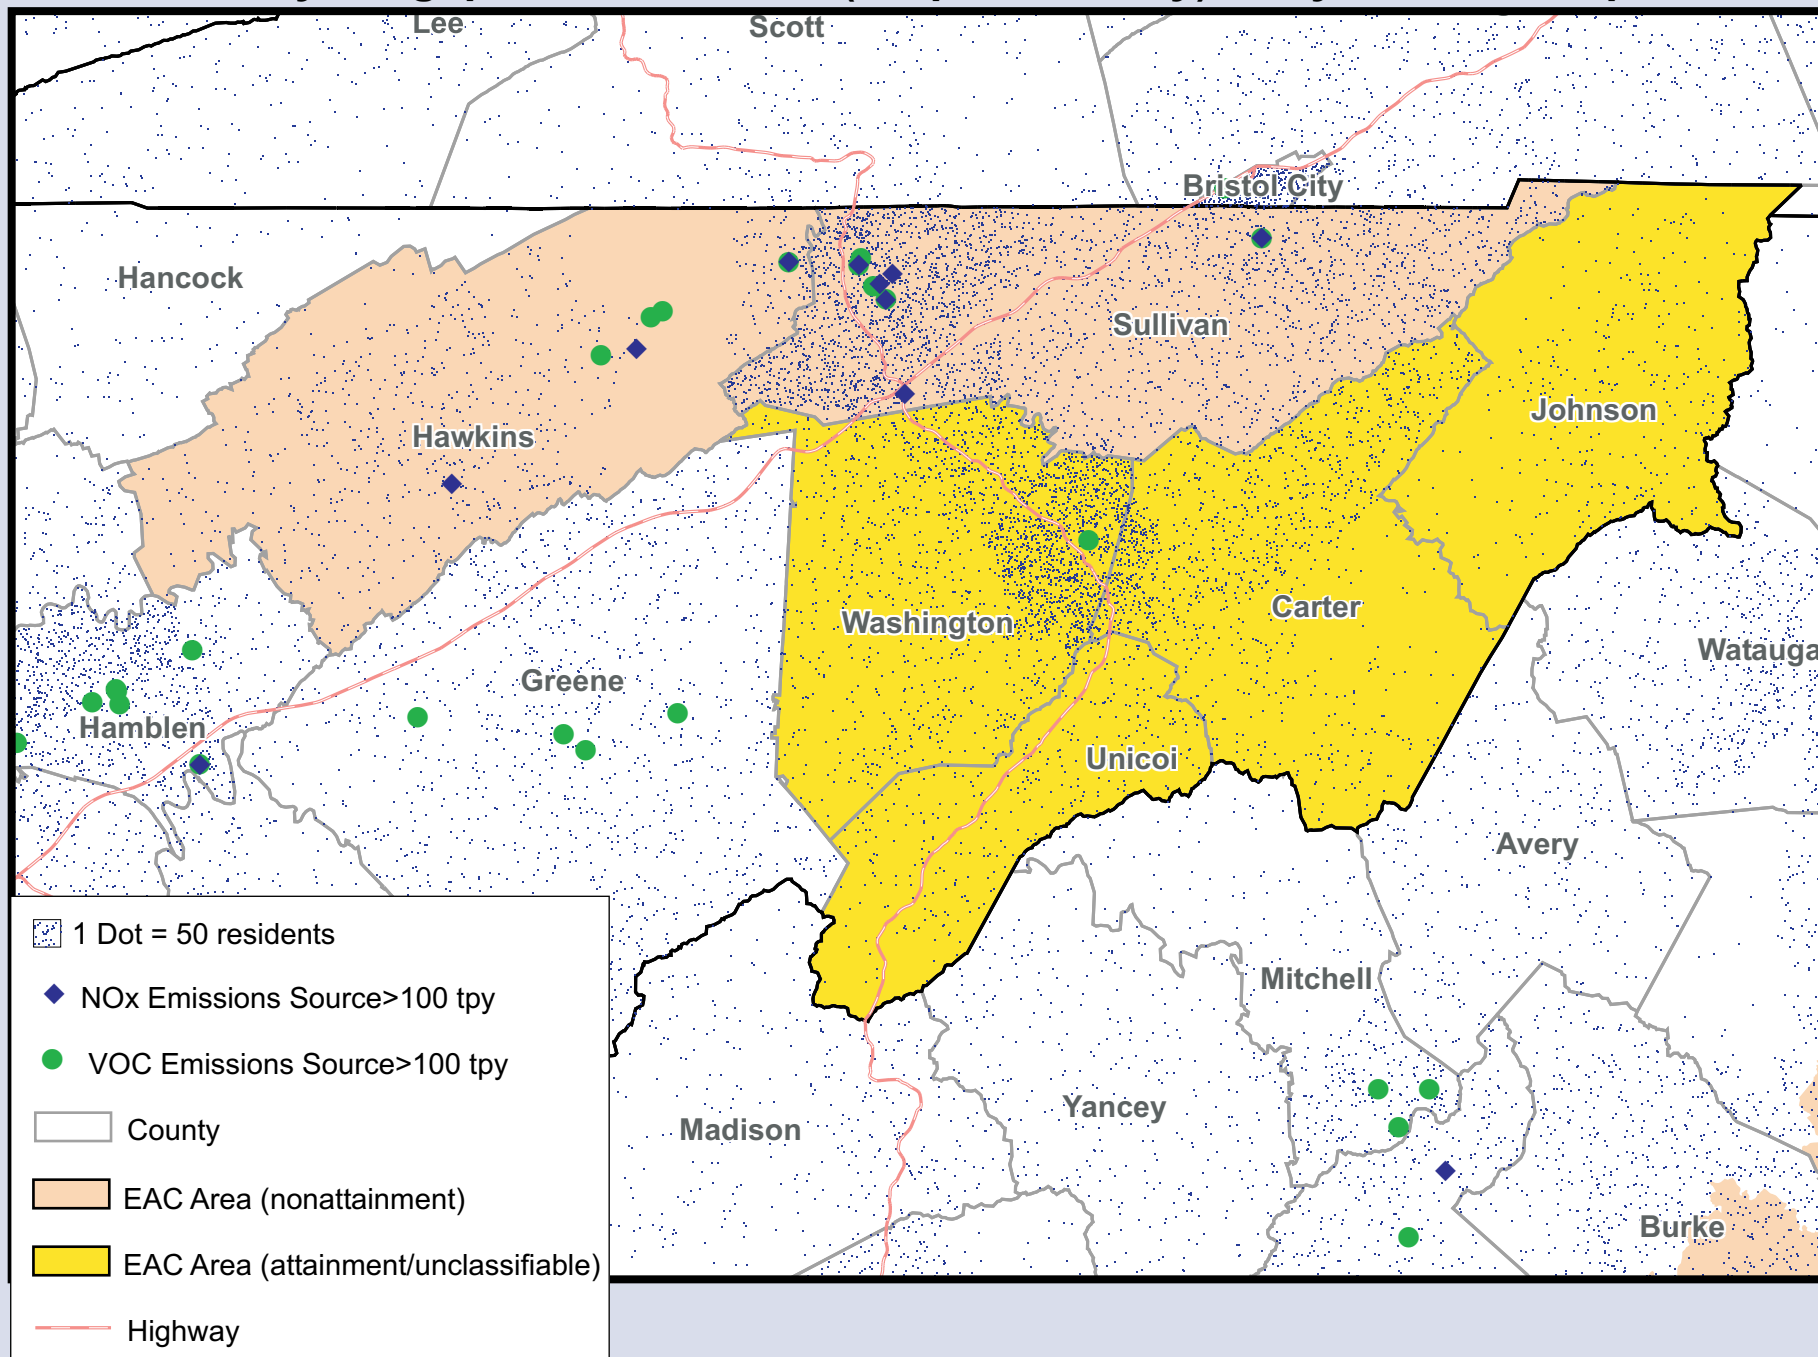 Lee
Scott
Bristol City
Hancock
Sullivan
Johnson
Hawkins
Washington
Carter
Watauga
Greene
Hamblen
Unicoi
Avery
Mitchell
Yancey
Madison
Burke
1 Dot = 50 residents
NOx Emissions Source>100 tpy
VOC Emissions Source>100 tpy
County
EAC Area (nonattainment)
EAC Area (attainment/unclassifiable)
Highway